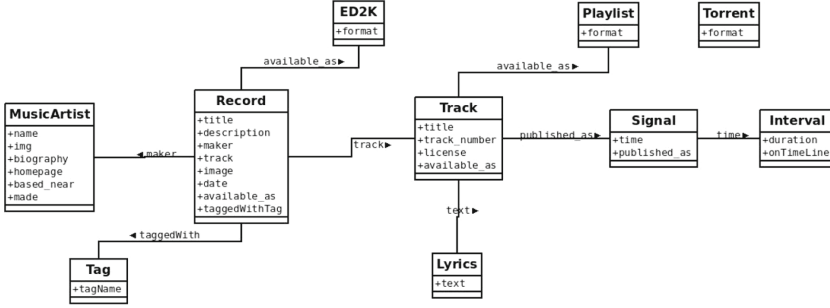 ED2K
+format
Playlist
+format
Torrent
+format
available_as►
available_as►
MusicArtist
+name
+img
+biography
+homepage
+based_near
+made
◄maker
Record
+title
+description
+maker
+track
+image
+date
+available_as
+taggedWithTag
track►
Track
+title
+track_number
+license
+available_as
published_as►
Signal
+time
+published_as
time►
Interval
+duration
+onTimeLine
text►
◄ taggedWith
Tag
+tagName
Lyrics
+text